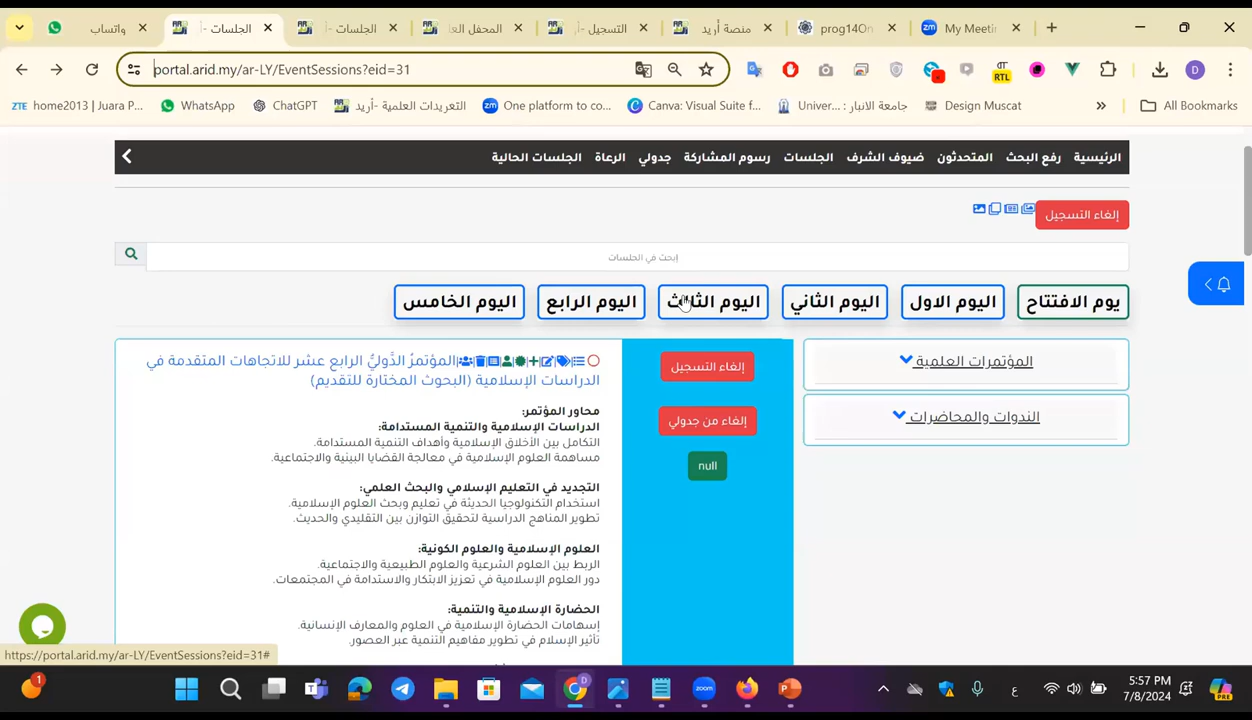 واتساب
الجلسات -أ
الجلسات -أ
المحفل الع
التسجيل -أ
منصة أريد
prog14On
My Meeti
portal.arid.my/ar-LY/EventSessions?eid=31
RTL
D
home2013 | Juara P...
WhatsApp
ChatGPT
التغريدات العلمية -أريد
One platform to co...
Canva: Visual Suite f...
Univer... :جامعة الانبار
Design Muscat
All Bookmarks
الرئيسية رفع البحث المتحدثون ضيوف الشرف الجلسات رسوم المشاركة جدولي الرعاة الجلسات الحالية
إلغاء التسجيل
إبحث في الجلسات
يوم الافتتاح
اليوم الاول
اليوم الثاني
اليوم الثالث
اليوم الرابع
اليوم الخامس
المؤتمرات العلمية
الندوات والمحاضرات
إلغاء التسجيل
إلغاء من جدولي
null
المؤتمرُ الدَّوليُّ الرابع عشر للاتجاهات المتقدمة في
الدراسات الإسلامية (البحوث المختارة للتقديم)
محاور المؤتمر:
الدراسات الإسلامية والتنمية المستدامة:
التكامل بين الأخلاق الإسلامية وأهداف التنمية المستدامة.
مساهمة العلوم الإسلامية في معالجة القضايا البينية والاجتماعية.
التجديد في التعليم الإسلامي والبحث العلمي:
استخدام التكنولوجيا الحديثة في تعليم وبحث العلوم الإسلامية.
تطوير المناهج الدراسية لتحقيق التوازن بين التقليدي والحديث.
العلوم الإسلامية والعلوم الكونية:
الربط بين العلوم الشرعية والعلوم الطبيعية والاجتماعية.
دور العلوم الإسلامية في تعزيز الابتكار والاستدامة في المجتمعات.
الحضارة الإسلامية والتنمية:
إسهامات الحضارة الإسلامية في العلوم والمعارف الإنسانية.
تأثير الإسلام في تطوير مفاهيم التنمية عبر العصور.
https://portal.arid.my/ar-LY/EventSessions?eid=31#
1
zoom
ع
5:57 PM
7/8/2024
PRE